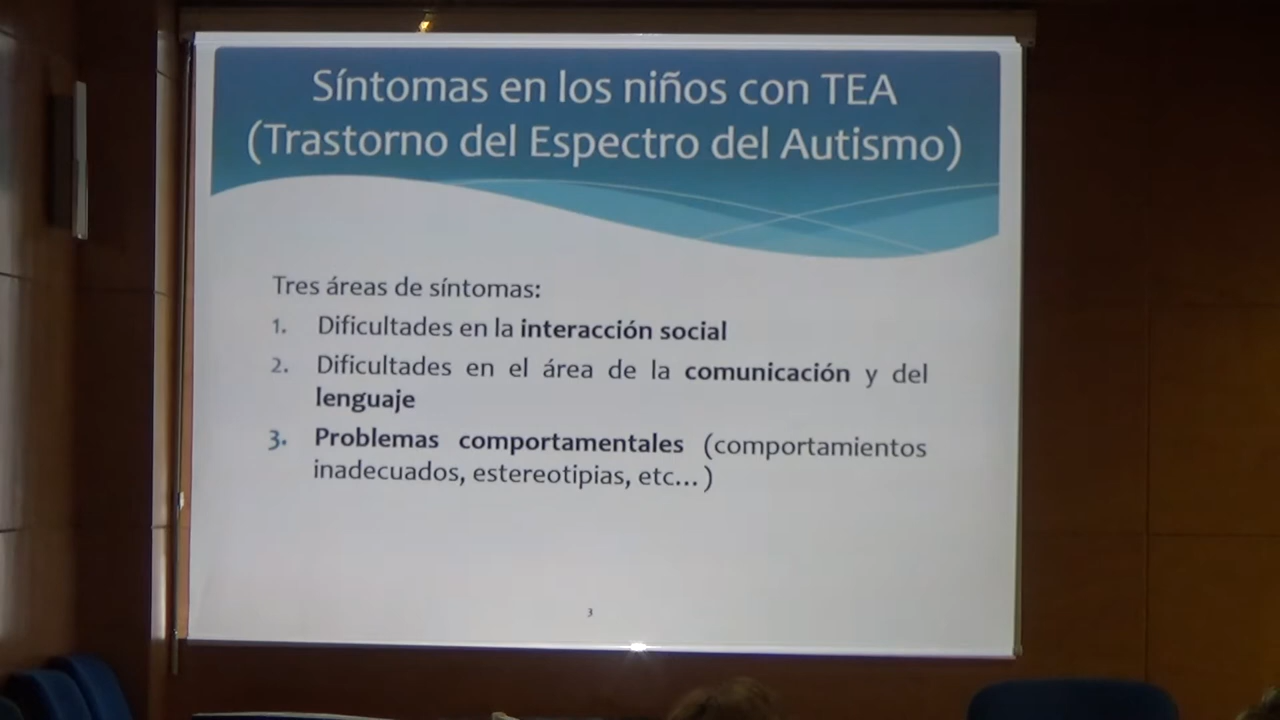 Síntomas en los niños con TEA
(Trastorno del Espectro del Autismo)
Tres áreas de síntomas:
1. Dificultades en la interacción social
2. Dificultades en el área de la comunicación y del
lenguaje
3. Problemas comportamentales (comportamientos
inadecuados, estereotipias, etc...)
3